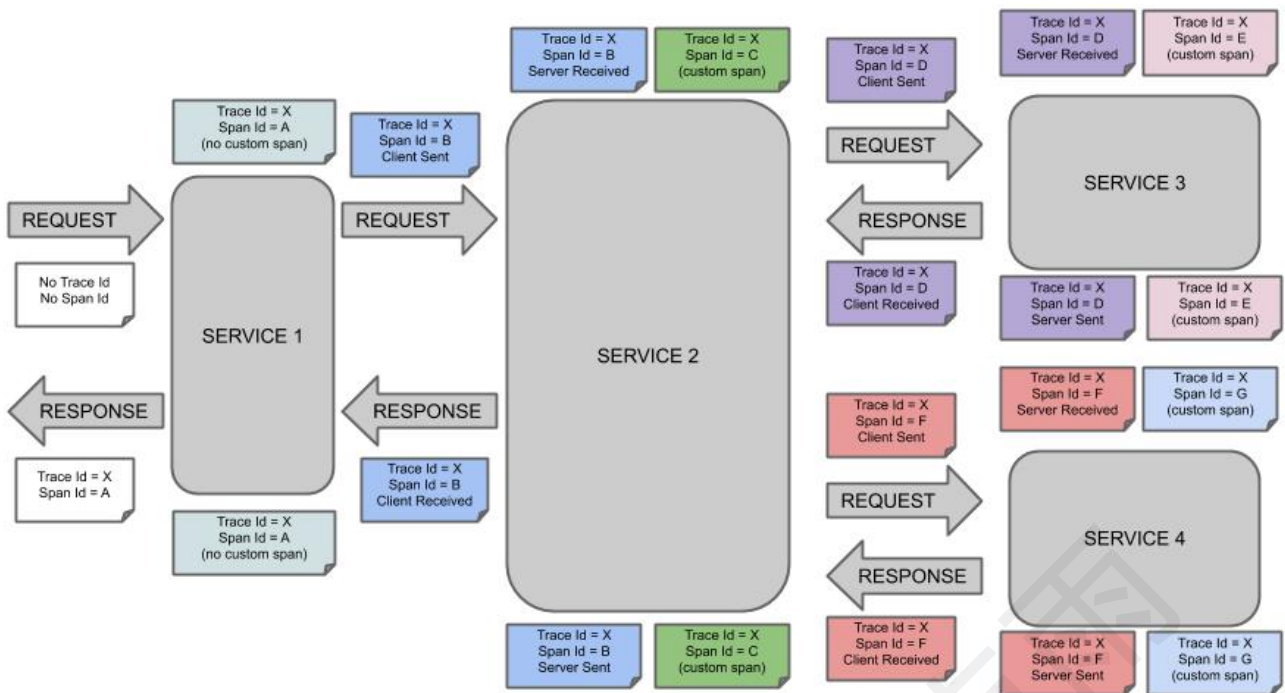 Trace Id = X
Span Id = B
Server Received
Trace Id = X
Span Id = C
(custom span)
Trace Id = X
Span Id = D
Client Sent
Trace Id = X
Span Id = D
Server Received
Trace Id = X
Span Id = E
(custom span)
Trace Id = X
Span Id = A
(no custom span)
Trace Id = X
Span Id = B
Client Sent
REQUEST
SERVICE 3
REQUEST
REQUEST
RESPONSE
No Trace Id
No Span Id
Trace Id = X
Span Id = D
Client Received
Trace Id = X
Span Id = D
Server Sent
Trace Id = X
Span Id = E
(custom span)
SERVICE 1
SERVICE 2
RESPONSE
RESPONSE
Trace Id = X
Span Id = F
Client Sent
Trace Id = X
Span Id = F
Server Received
Trace Id = X
Span Id = G
(custom span)
Trace Id = X
Span Id = A
Trace Id = X
Span Id = B
Client Received
REQUEST
SERVICE 4
Trace Id = X
Span Id = A
(no custom span)
RESPONSE
Trace Id = X
Span Id = B
Server Sent
Trace Id = X
Span Id = C
(custom span)
Trace Id = X
Span Id = F
Client Received
Trace Id = X
Span Id = F
Server Sent
Trace Id = X
Span Id = G
(custom span)